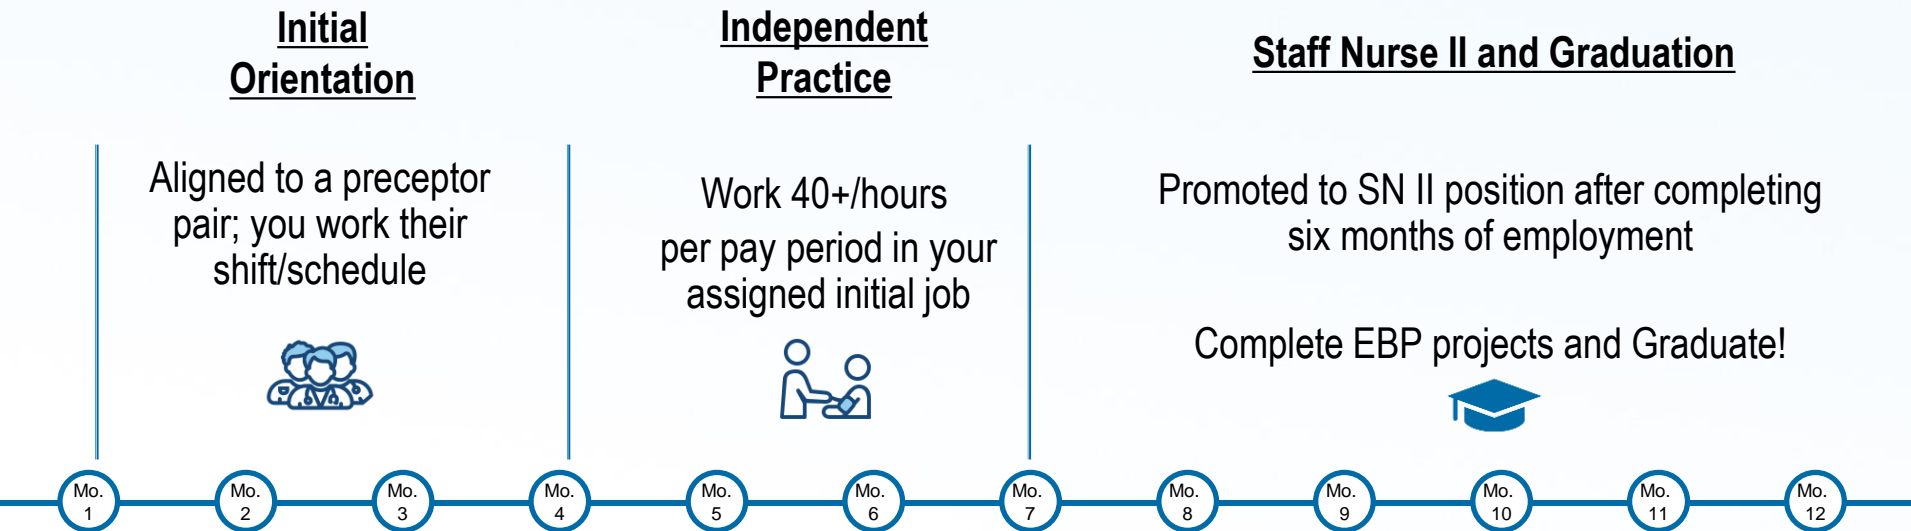 Initial
Orientation
Aligned to a preceptor
pair; you work their
shift/schedule
Independent
Practice
Work 40+/hours
per pay period in your
assigned initial job
Staff Nurse II and Graduation
Promoted to SN II position after completing
six months of employment
Complete EBP projects and Graduate!
Mo.
1
Mo.
2
Mo.
3
Mo.
4
Mo.
5
Mo.
6
Mo.
7
Mo.
8
Mo.
9
Mo.
10
Mo.
11
Mo.
12